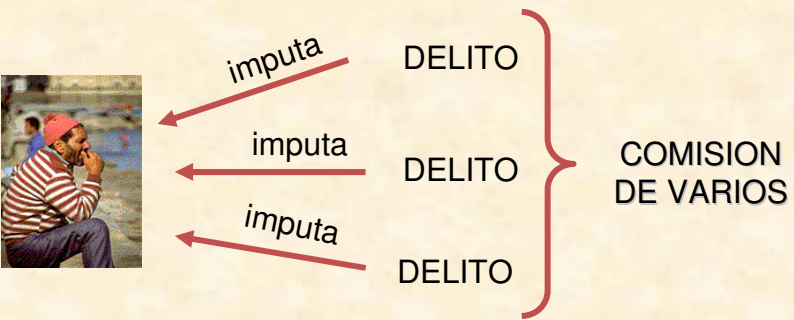 imputa
DELITO
imputa
DELITO
imputa
DELITO
COMISION
DE VARIOS